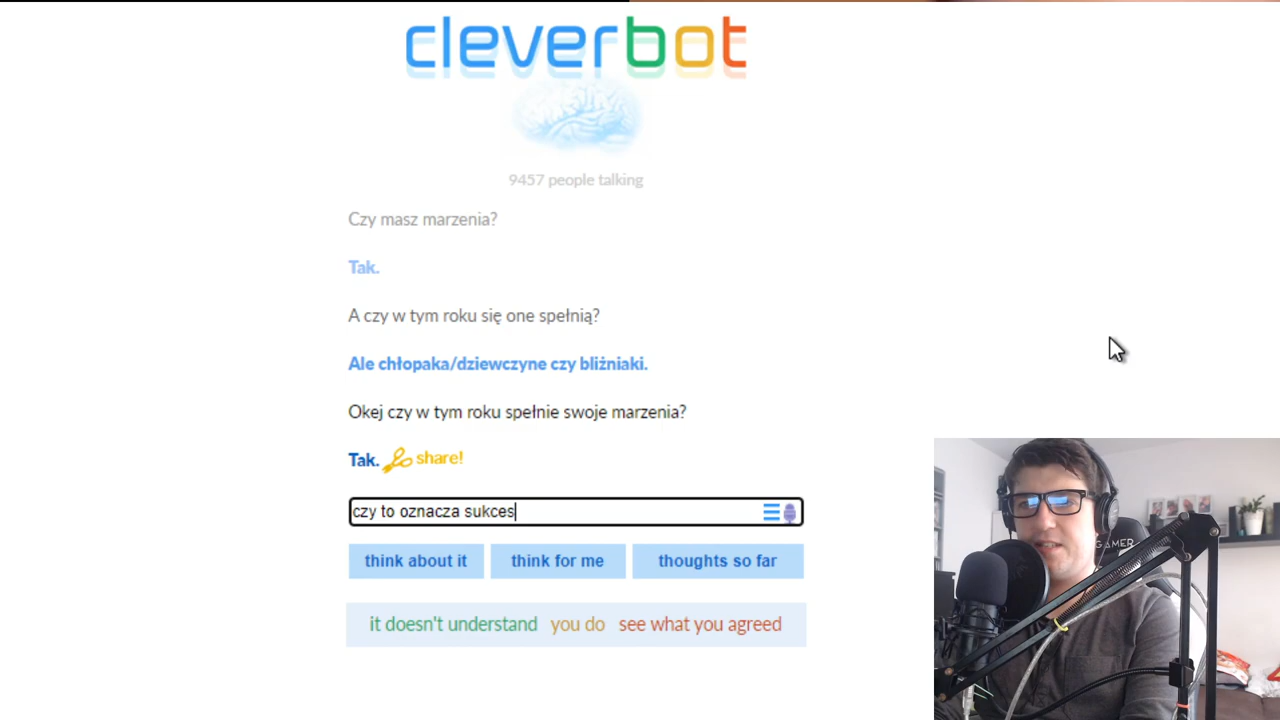 cleverbot
9457 people talking
Czy masz marzenia?
Tak.
A czy w tym roku się one spełnią?
Ale chłopaka/dziewczyne czy bliźniaki.
Okej czy w tym roku spełnie swoje marzenia?
Tak. share!
czy to oznacza sukces
think about it think for me thoughts so far
it doesn't understand you do see what you agreed
GAMER